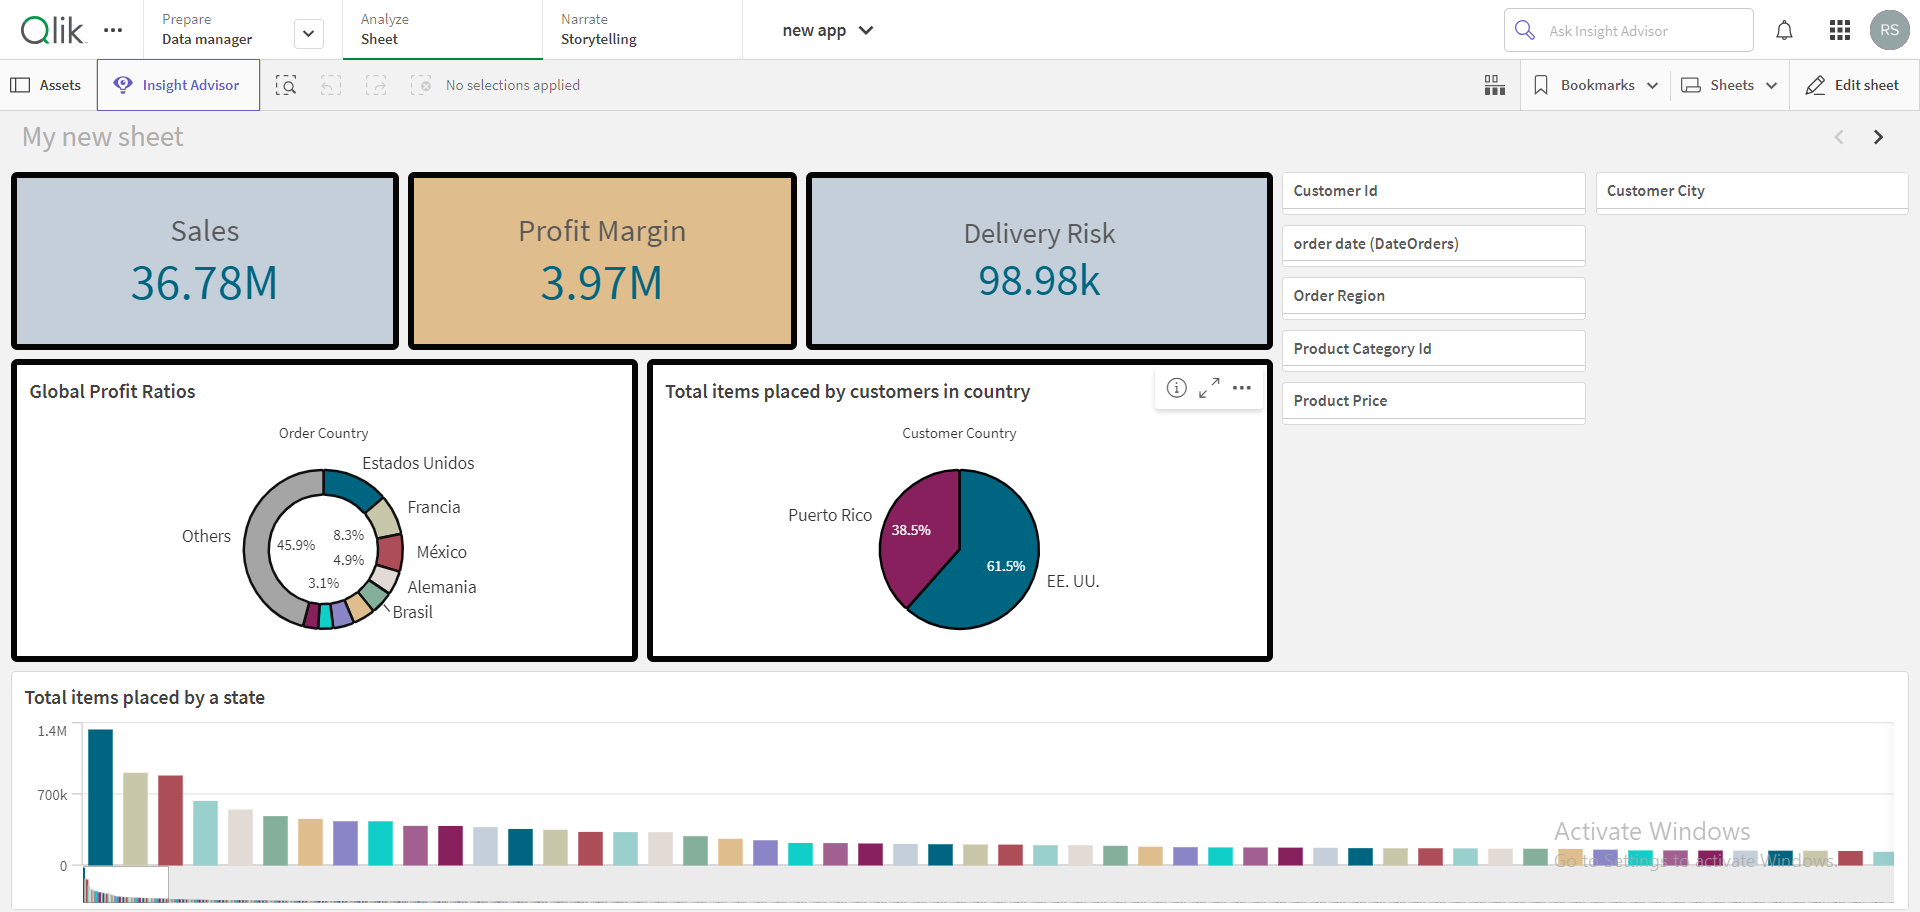 Qlik
Prepare
Data manager
Analyze
Sheet
Narrate
Storytelling
new app
Ask Insight Advisor
RS
Assets
Insight Advisor
No selections applied
Bookmarks
Sheets
Edit sheet
My new sheet
Sales
36.78M
Profit Margin
3.97M
Delivery Risk
98.98k
Customer Id
Customer City
order date (DateOrders)
Order Region
Product Category Id
Product Price
Global Profit Ratios
Order Country
Estados Unidos
Francia
México
Alemania
Brasil
Others
8.3%
45.9%
4.9%
3.1%
Total items placed by customers in country
Customer Country
Puerto Rico
38.5%
61.5%
EE. UU.
Total items placed by a state
1.4M
700k
0
Activate Windows
Go to Settings to activate Windows.